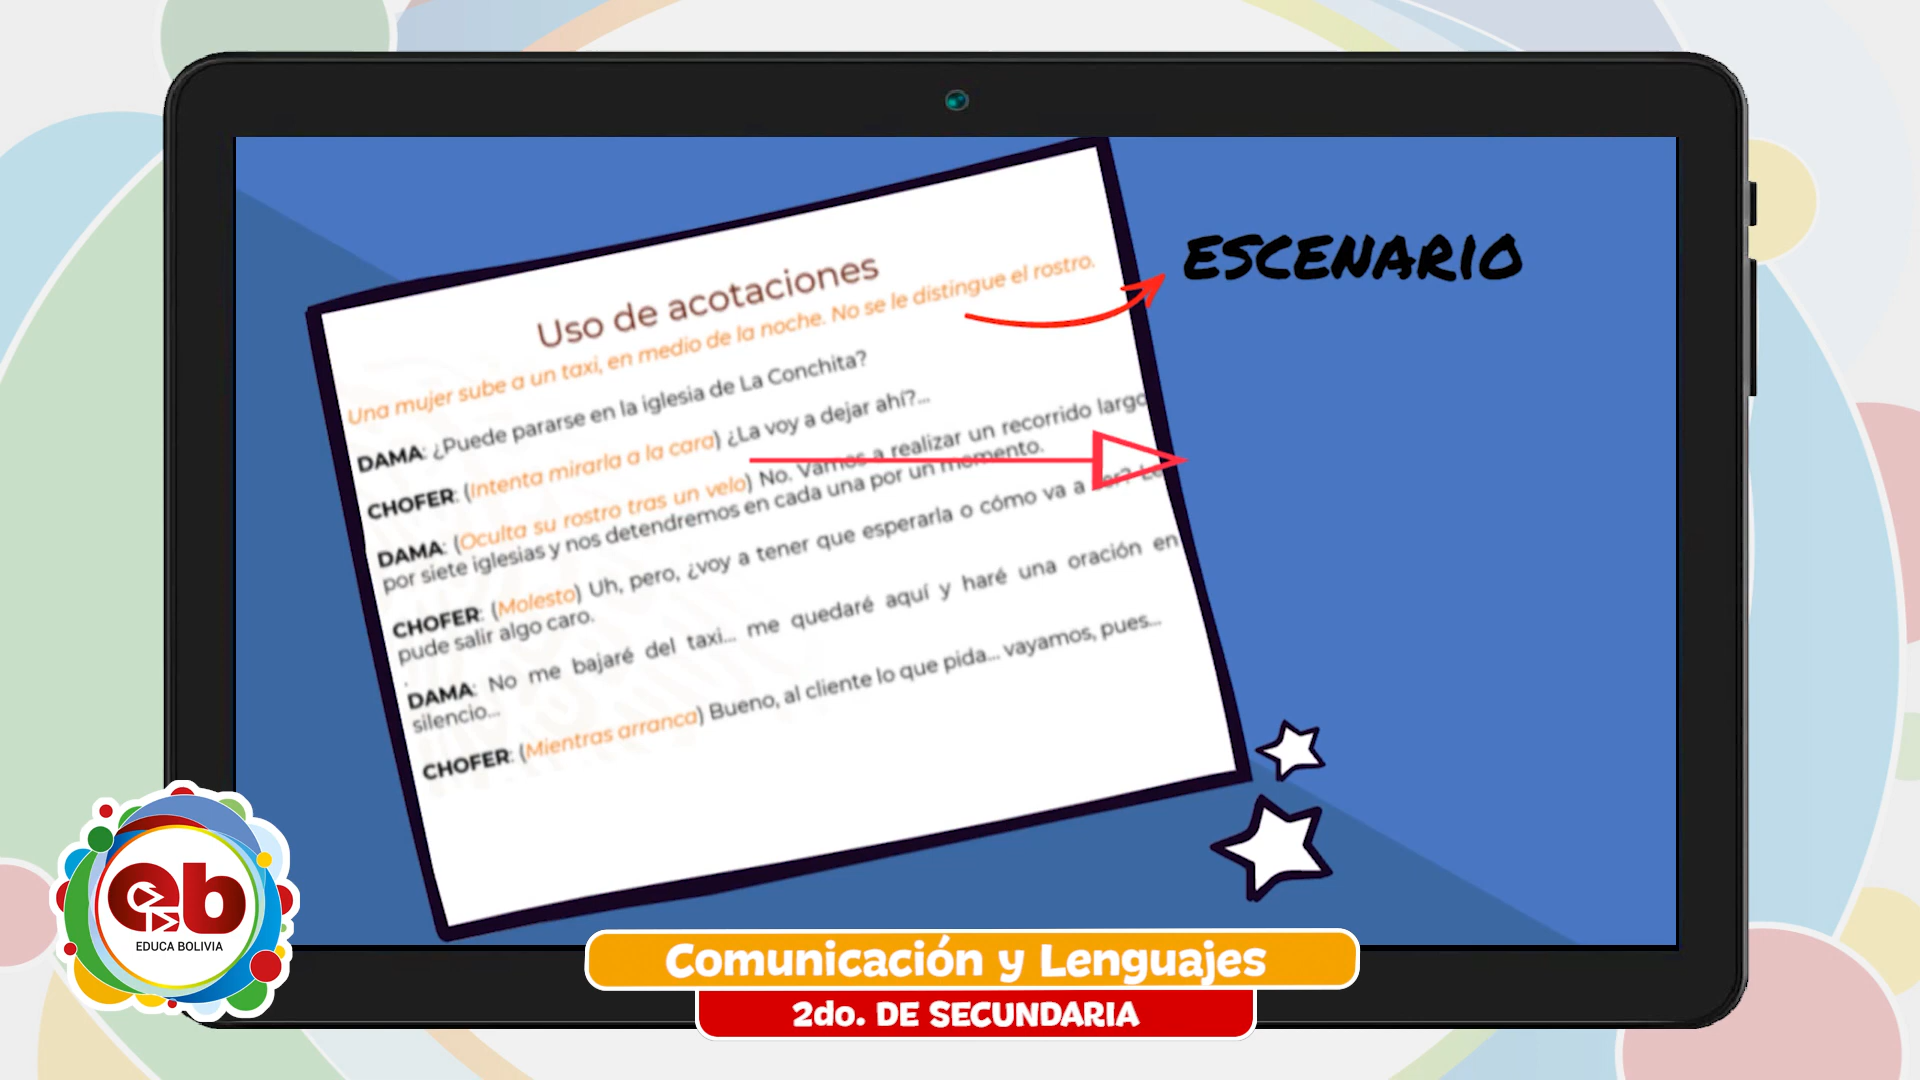 Uso de acotaciones
Una mujer sube a un taxi, en medio de la noche. No se le distingue el rostro.
DAMA: ¿Puede pararse en la iglesia de La Conchita?
CHOFER: (Intenta mirarla a la cara) ¿La voy a dejar ahí?...
DAMA: (Oculta su rostro tras un velo) No. Vamos a realizar un recorrido largo
por siete iglesias y nos detendremos en cada una por un momento.
CHOFER: (Molesto) Uh, pero, ¿voy a tener que esperarla o cómo va a ser? Le
pude salir algo caro.
.
DAMA: No me bajaré del taxi... me quedaré aquí y haré una oración en
silencio...
CHOFER: (Mientras arranca) Bueno, al cliente lo que pida... vayamos, pues...
ESCENARIO
eb
EDUCA BOLIVIA
Comunicación y Lenguajes
2do. DE SECUNDARIA